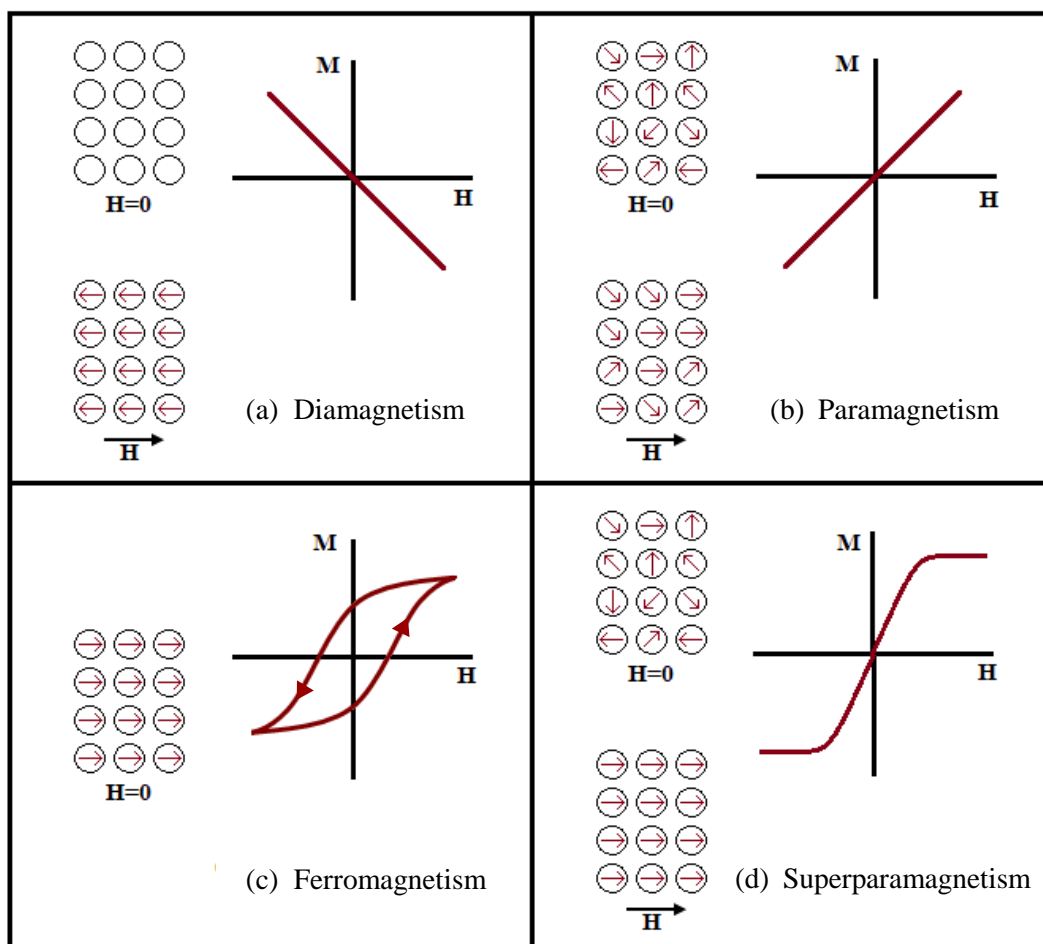 M
H
H=0
H
(a) Diamagnetism
M
H
H=0
H
(b) Paramagnetism
M
H
H=0
(c) Ferromagnetism
M
H
H=0
H
(d) Superparamagnetism